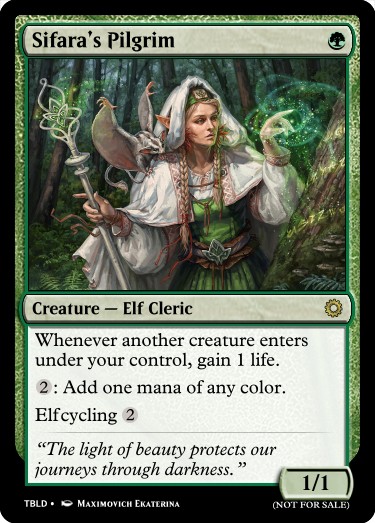 Sifara's Pilgrim
Creature — Elf Cleric
Whenever another creature enters
under your control, gain 1 life.
2: Add one mana of any color.
Elfcycling 2
"The light of beauty protects our
journeys through darkness."
1/1
TBLD • Maximovich Ekaterina
(NOT FOR SALE)